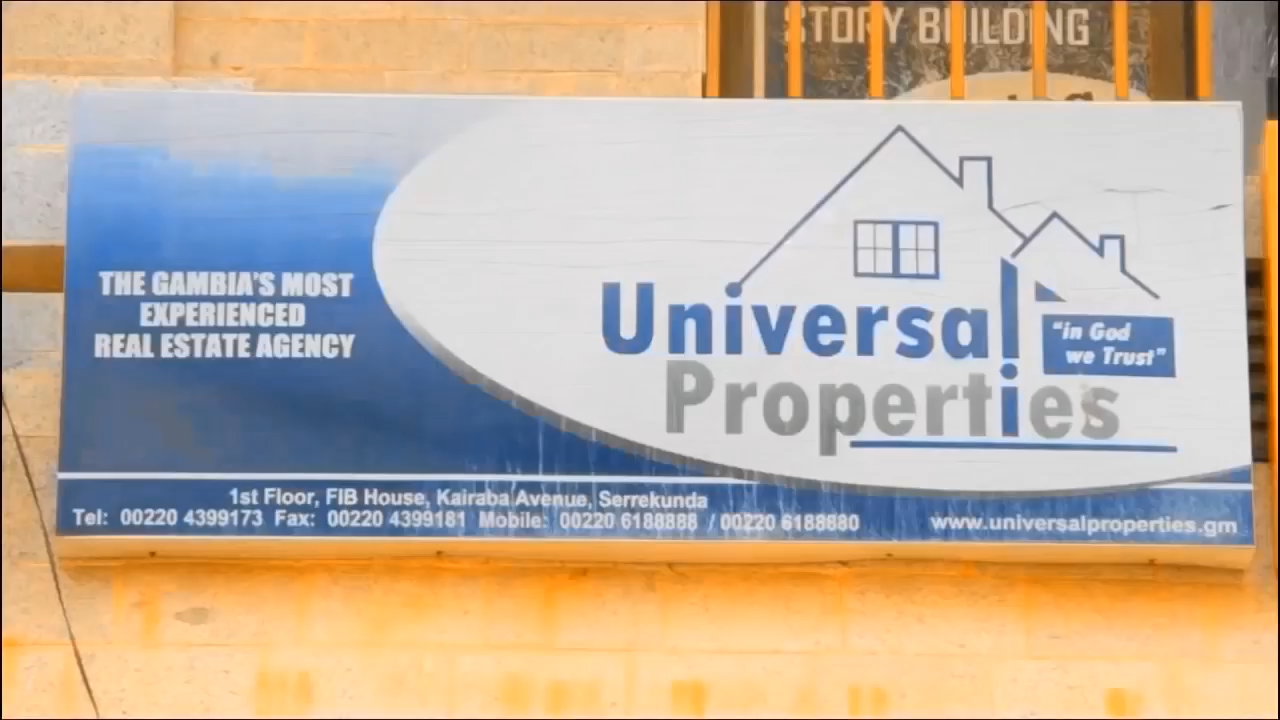 STORY BUILDING
THE GAMBIA'S MOST
EXPERIENCED
REAL ESTATE AGENCY
Universal
Properties
"in God
we Trust"
1st Floor, FIB House, Kairaba Avenue, Serrekunda
Tel: 00220 4399173 Fax: 00220 4399181 Mobile: 00220 6188888 / 00220 6188880
www.universalproperties.gm